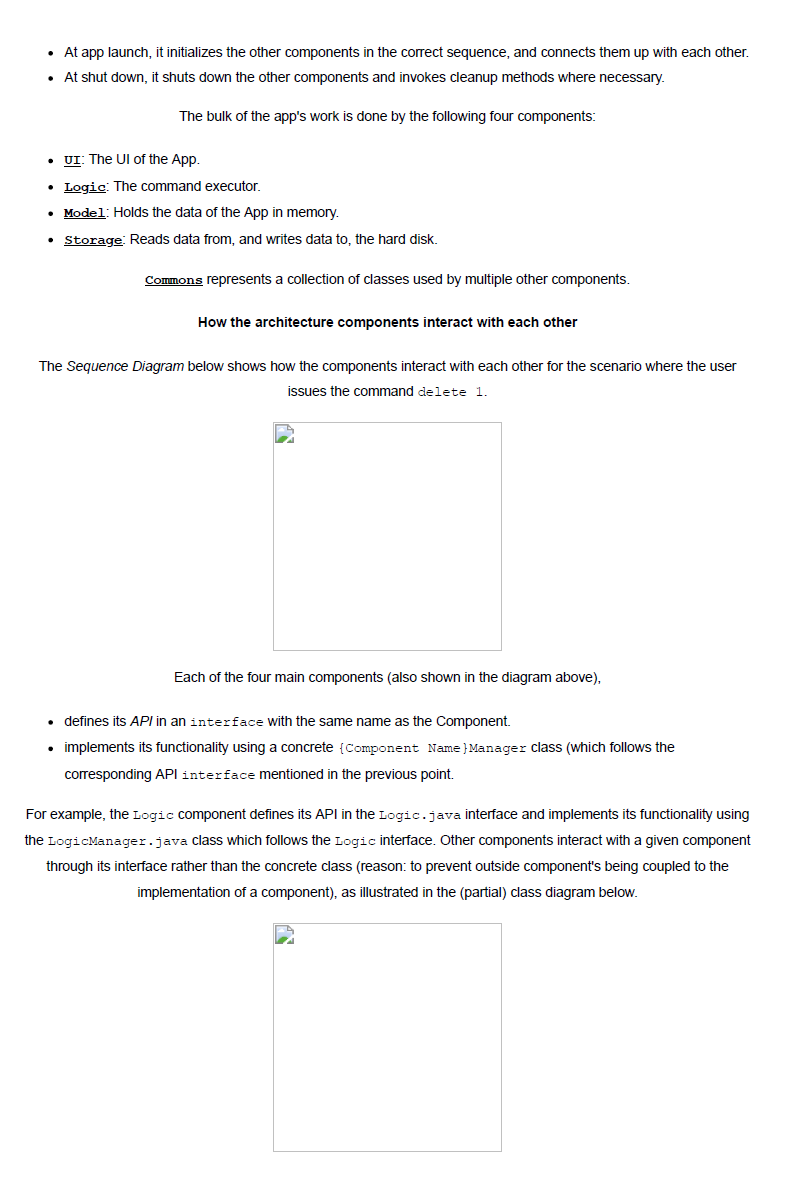 At app launch, it initializes the other components in the correct sequence, and connects them up with each other.
At shut down, it shuts down the other components and invokes cleanup methods where necessary.
The bulk of the app's work is done by the following four components:
UI: The UI of the App.
Logic: The command executor.
Model: Holds the data of the App in memory.
Storage: Reads data from, and writes data to, the hard disk.
Commons represents a collection of classes used by multiple other components.
How the architecture components interact with each other
The Sequence Diagram below shows how the components interact with each other for the scenario where the user
issues the command delete 1.
Each of the four main components (also shown in the diagram above),
defines its API in an interface with the same name as the Component.
implements its functionality using a concrete {Component Name}Manager class (which follows the
corresponding API interface mentioned in the previous point.
For example, the Logic component defines its API in the Logic.java interface and implements its functionality using
the LogicManager.java class which follows the Logic interface. Other components interact with a given component
through its interface rather than the concrete class (reason: to prevent outside component's being coupled to the
implementation of a component), as illustrated in the (partial) class diagram below.